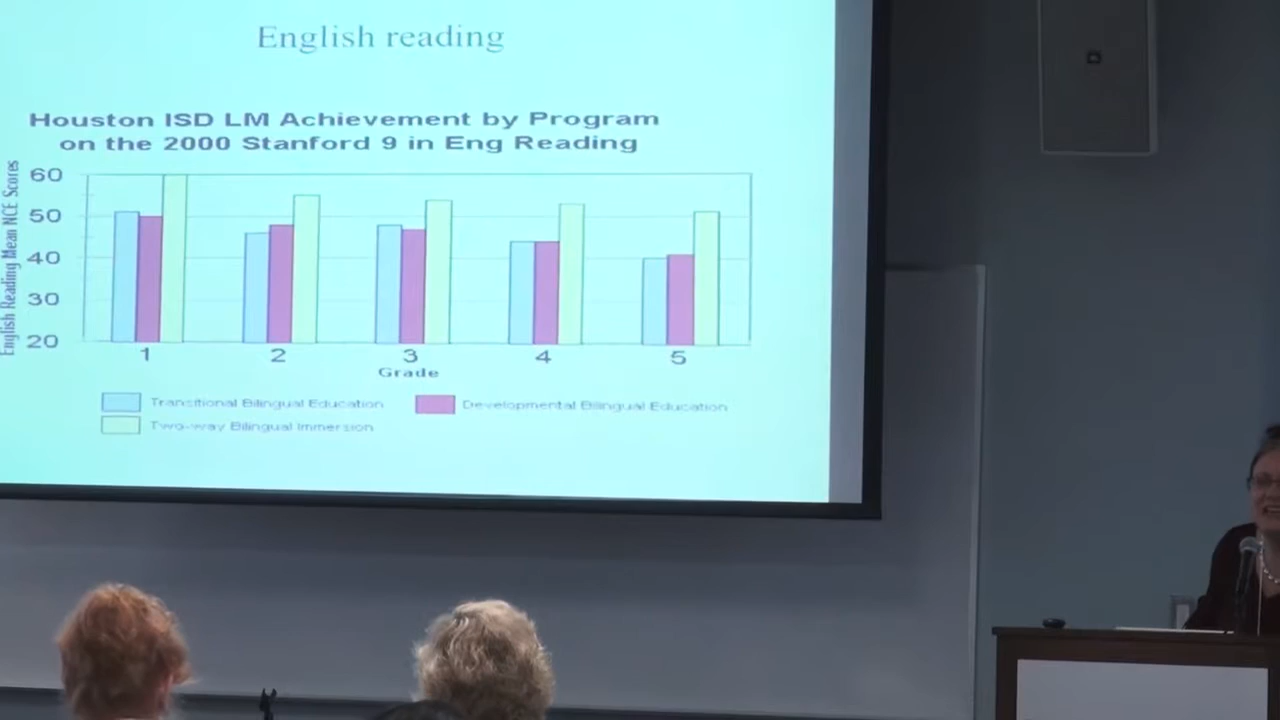 English reading
Houston ISD LM Achievement by Program
on the 2000 Stanford 9 in Eng Reading
English Reading Mean NCE Scores
60
50
40
30
20
1 2 3 4 5
Grade
Transitional Bilingual Education
Developmental Bilingual Education
Two-way Bilingual Immersion